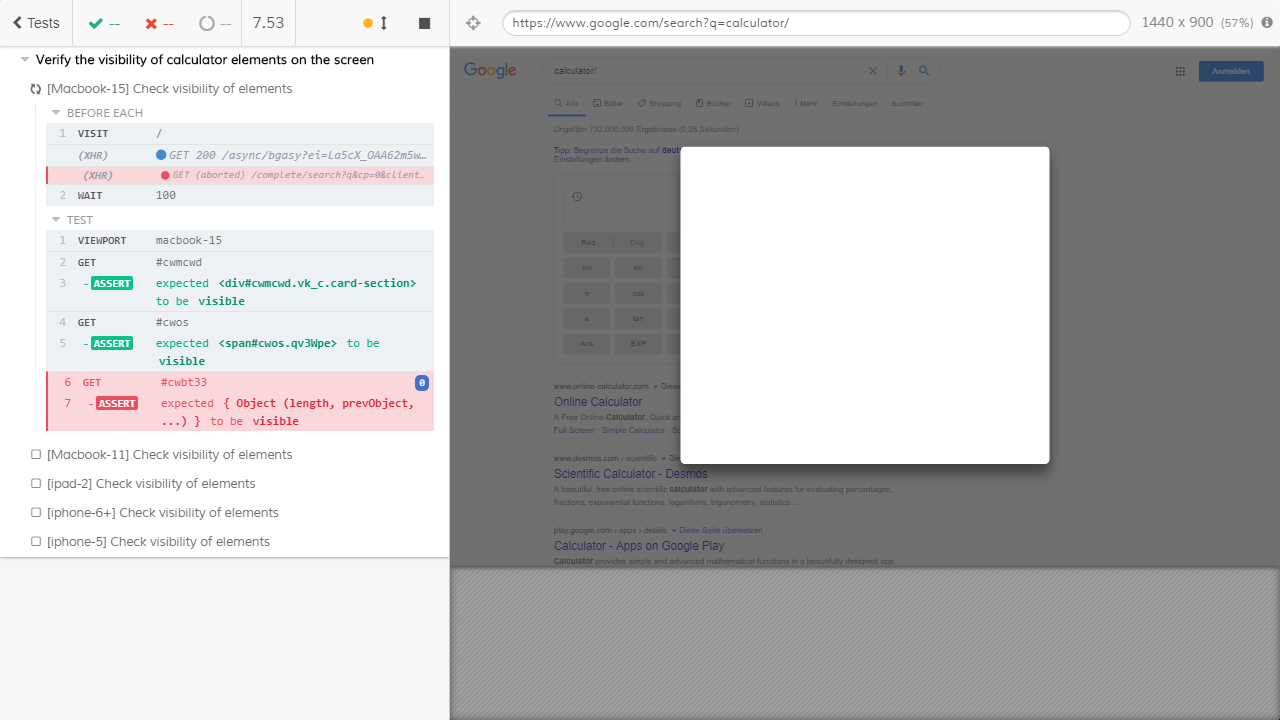 Tests
--
--
--
7.53
https://www.google.com/search?q=calculator/
1440 x 900 (57%)
Verify the visibility of calculator elements on the screen
[Macbook-15] Check visibility of elements
BEFORE EACH
1 VISIT /
(XHR) GET 200 /async/bgasy?ei=La5cX_OAA62m5w...
(XHR) GET (aborted) /complete/search?q&cp=0&client...
2 WAIT 100
TEST
1 VIEWPORT macbook-15
2 GET #cwmcwd
3 -ASSERT expected <div#cwmcwd.vk_c.card-section>
to be visible
4 GET #cwos
5 -ASSERT expected <span#cwos.qv3Wpe> to be
visible
6 GET #cwbt33 0
7 -ASSERT expected { Object (length, prevObject,
...) } to be visible
[Macbook-11] Check visibility of elements
[ipad-2] Check visibility of elements
[iphone-6+] Check visibility of elements
[iphone-5] Check visibility of elements
Google
calculator/
Anmelden
Alle Bilder Shopping Bücher Videos Mehr Einstellungen Suchfilter
Ungefähr 732.000.000 Ergebnisse (0,28 Sekunden)
Tipp: Begrenze die Suche auf
Einstellungen ändern.
Rad Deg
Inv sin
π cos
e tan
Ans EXP
www.online-calculator.com
Online Calculator
A Free Online Calculator, Quick
Full Screen · Simple Calculator ·
www.desmos.com › scientific
Scientific Calculator - Desmos
A beautiful, free online scientific calculator with advanced features for evaluating percentages,
fractions, exponential functions, logarithms, trigonometry, statistics ...
play.google.com › apps › details Diese Seite übersetzen
Calculator - Apps on Google Play
Calculator provides simple and advanced mathematical functions in a beautifully designed app.